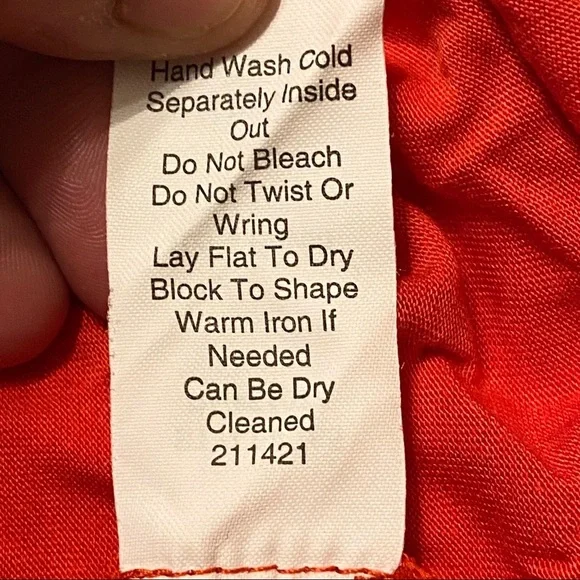 Hand Wash Cold
Separately Inside
Out
Do Not Bleach
Do Not Twist Or
Wring
Lay Flat To Dry
Block To Shape
Warm Iron If
Needed
Can Be Dry
Cleaned
211421